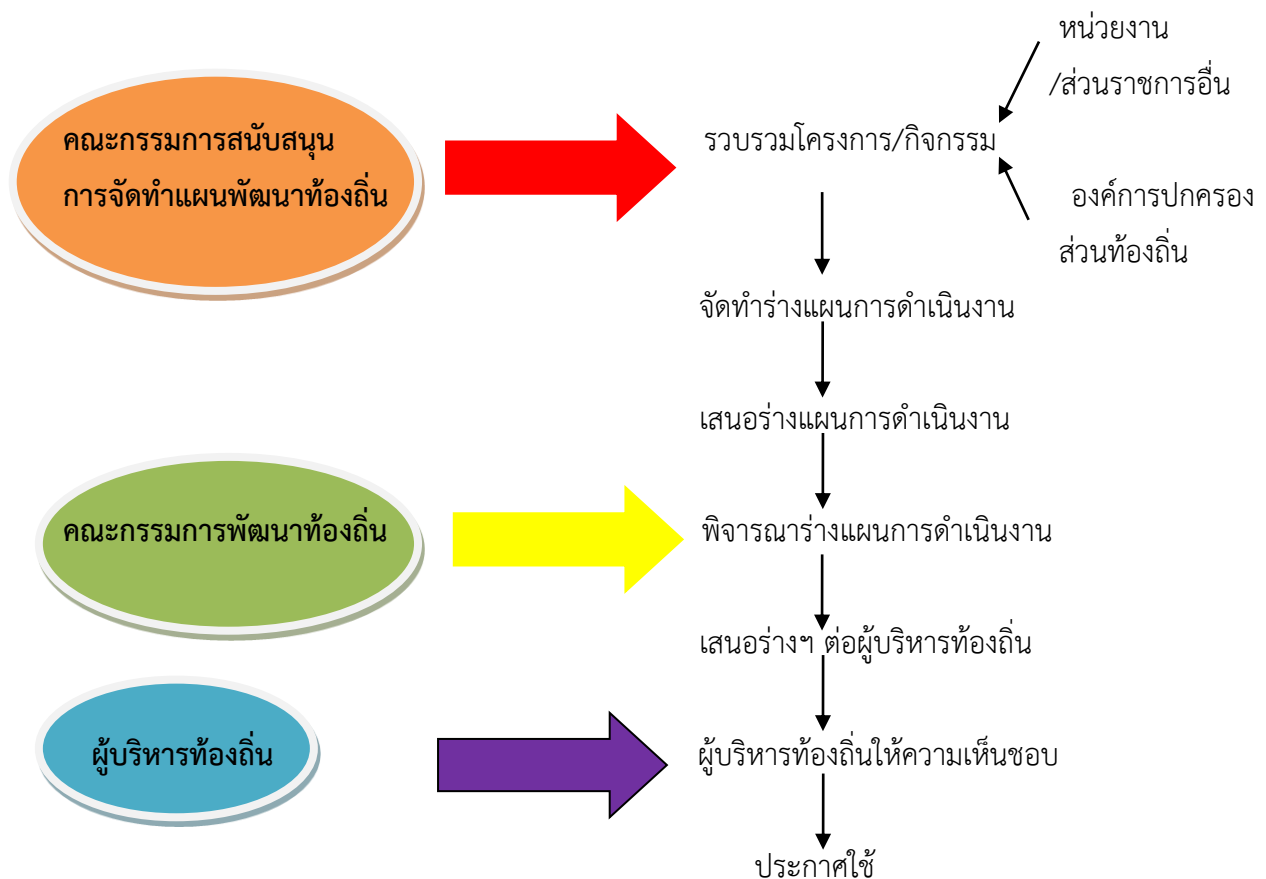 หน่วยงาน
/ส่วนราชการอื่น
คณะกรรมการสนับสนุน
การจัดทำแผนพัฒนาท้องถิ่น
รวบรวมโครงการ/กิจกรรม
องค์การปกครอง
ส่วนท้องถิ่น
จัดทำร่างแผนการดำเนินงาน
เสนอร่างแผนการดำเนินงาน
คณะกรรมการพัฒนาท้องถิ่น
พิจารณาร่างแผนการดำเนินงาน
เสนอร่างฯ ต่อผู้บริหารท้องถิ่น
ผู้บริหารท้องถิ่น
ผู้บริหารท้องถิ่นให้ความเห็นชอบ
ประกาศใช้